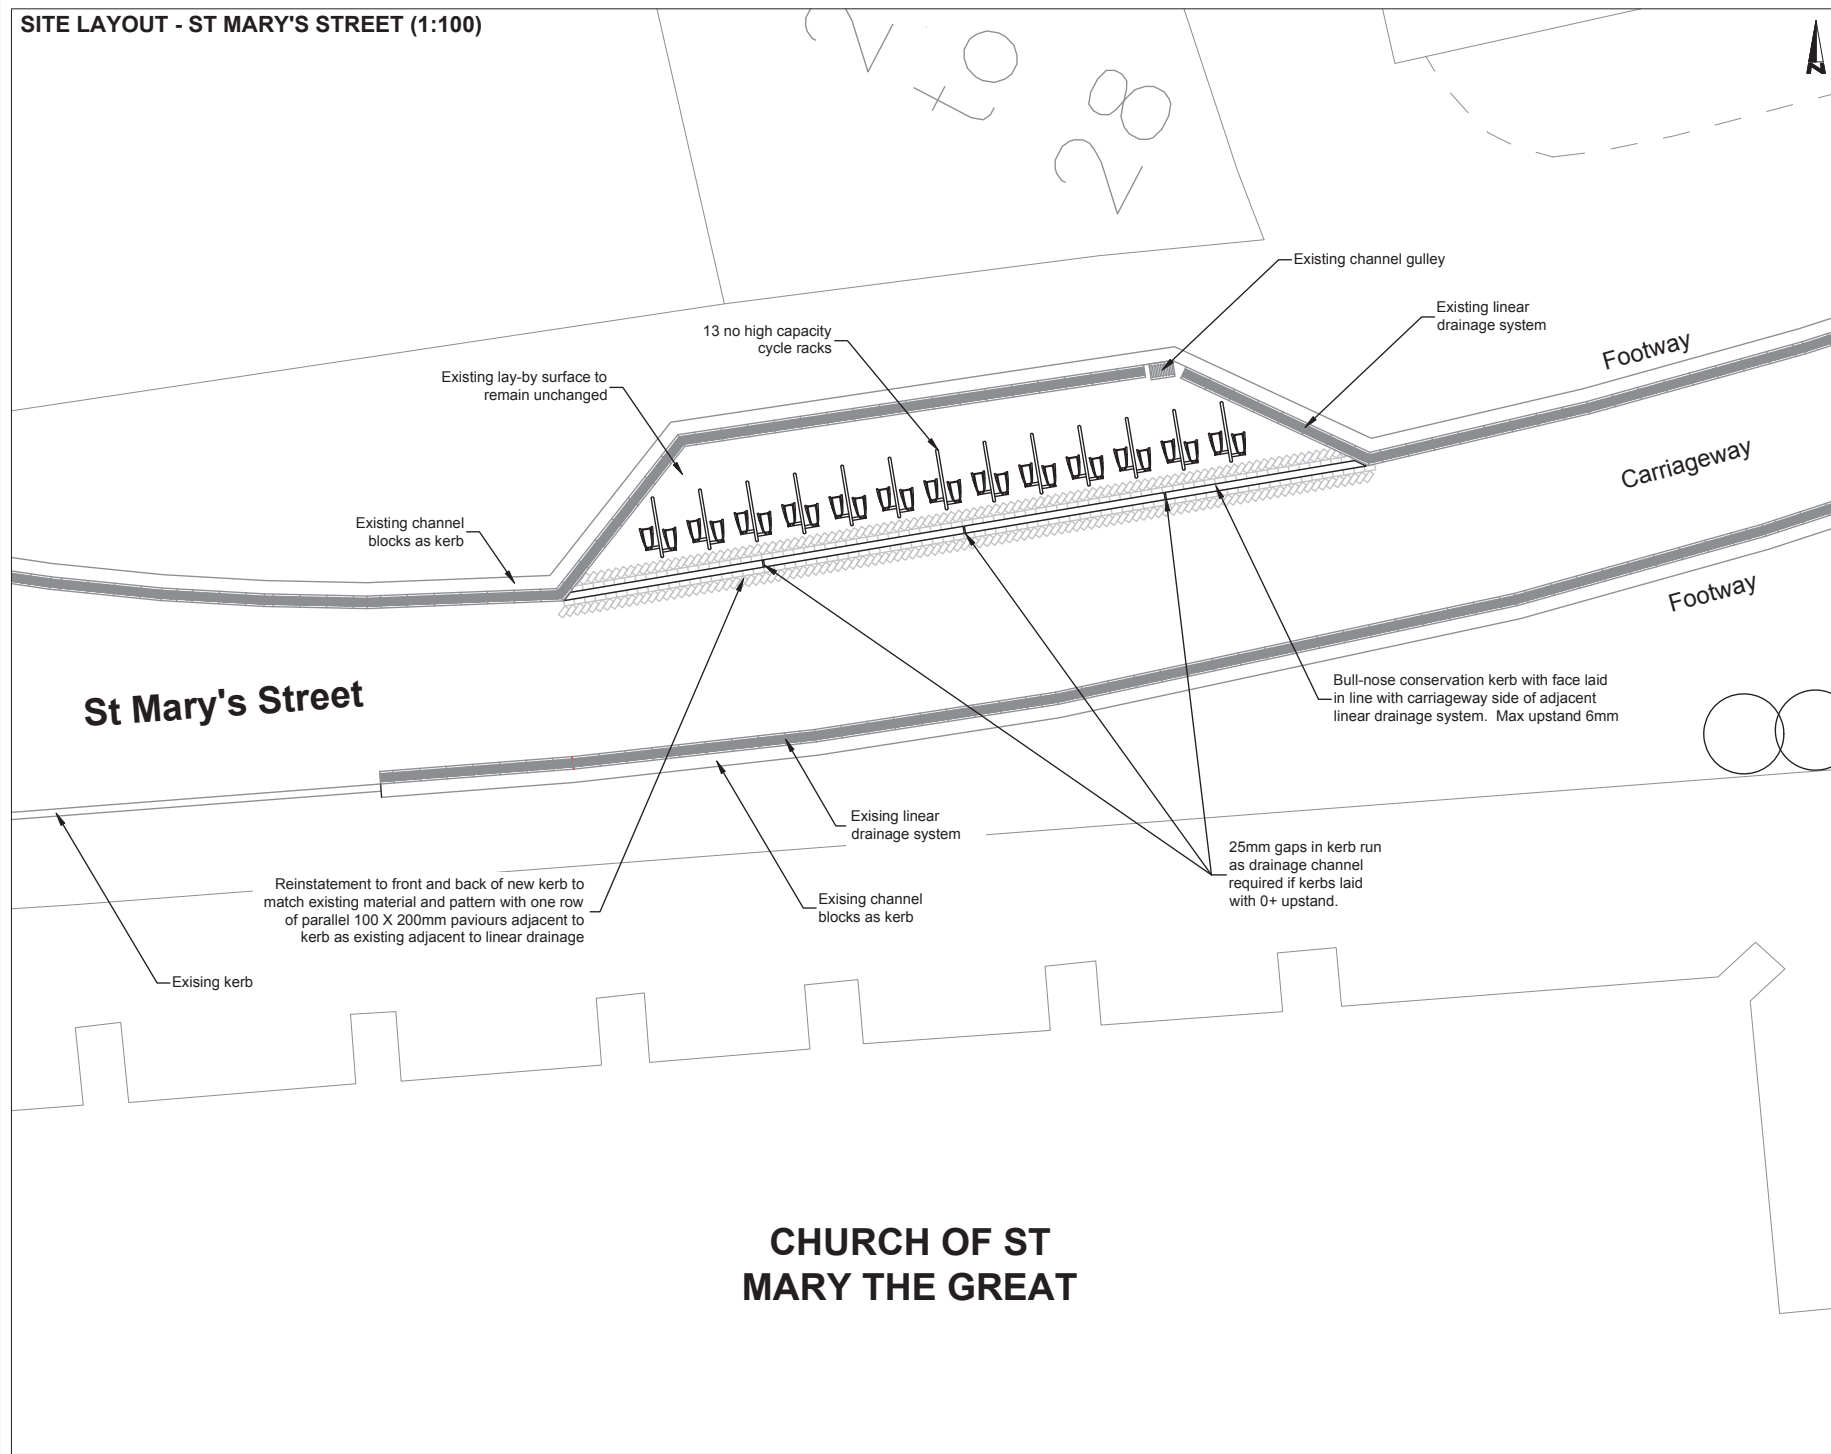 SITE LAYOUT - ST MARY'S STREET (1:100)
N
2 to
28
Existing channel gulley
Existing linear
drainage system
13 no high capacity
cycle racks
Footway
Existing lay-by surface to
remain unchanged
Carriageway
Existing channel
blocks as kerb
Footway
St Mary's Street
Bull-nose conservation kerb with face laid
in line with carriageway side of adjacent
linear drainage system. Max upstand 6mm
Exising linear
drainage system
25mm gaps in kerb run
as drainage channel
required if kerbs laid
with 0+ upstand.
Reinstatement to front and back of new kerb to
match existing material and pattern with one row
of parallel 100 X 200mm paviours adjacent to
kerb as existing adjacent to linear drainage
Exising channel
blocks as kerb
Exising kerb
CHURCH OF ST
MARY THE GREAT